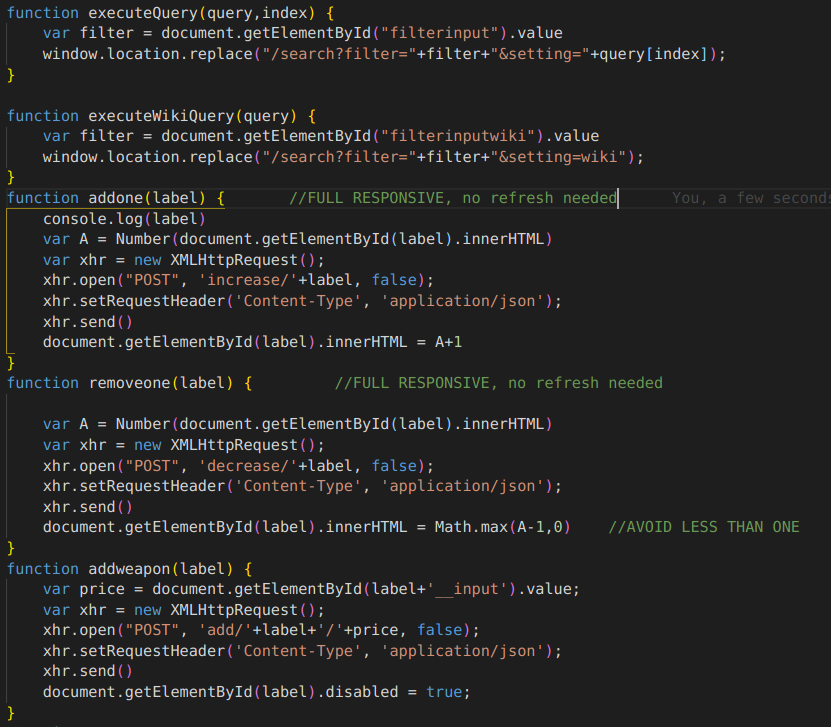 function executeQuery(query,index) {
    var filter = document.getElementById("filterinput").value
    window.location.replace("/search?filter="+filter+"&setting="+query[index]);
}

function executeWikiQuery(query) {
    var filter = document.getElementById("filterinputwiki").value
    window.location.replace("/search?filter="+filter+"&setting=wiki");
}
function addone(label) {       //FULL RESPONSIVE, no refresh needed      You, a few seconds
    console.log(label)
    var A = Number(document.getElementById(label).innerHTML)
    var xhr = new XMLHttpRequest();
    xhr.open("POST", 'increase/'+label, false);
    xhr.setRequestHeader('Content-Type', 'application/json');
    xhr.send()
    document.getElementById(label).innerHTML = A+1
}
function removeone(label) {         //FULL RESPONSIVE, no refresh needed

    var A = Number(document.getElementById(label).innerHTML)
    var xhr = new XMLHttpRequest();
    xhr.open("POST", 'decrease/'+label, false);
    xhr.setRequestHeader('Content-Type', 'application/json');
    xhr.send()
    document.getElementById(label).innerHTML = Math.max(A-1,0)    //AVOID LESS THAN ONE
}
function addweapon(label) {
    var price = document.getElementById(label+'__input').value;
    var xhr = new XMLHttpRequest();
    xhr.open("POST", 'add/'+label+'/'+price, false);
    xhr.setRequestHeader('Content-Type', 'application/json');
    xhr.send()
    document.getElementById(label).disabled = true;
}